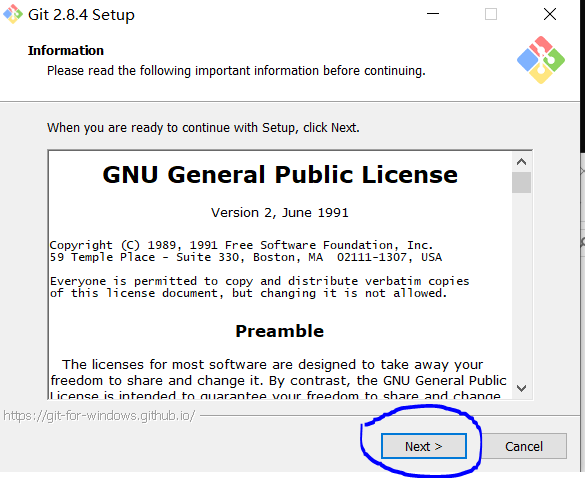 Git 2.8.4 Setup
Information
Please read the following important information before continuing.
When you are ready to continue with Setup, click Next.
GNU General Public License
Version 2, June 1991
Copyright (C) 1989, 1991 Free Software Foundation, Inc.
59 Temple Place - Suite 330, Boston, MA  02111-1307, USA
Everyone is permitted to copy and distribute verbatim copies
of this license document, but changing it is not allowed.
Preamble
The licenses for most software are designed to take away your
freedom to share and change it. By contrast, the GNU General Public
License is intended to guarantee your freedom to share and change
https://git-for-windows.github.io/
Next >
Cancel